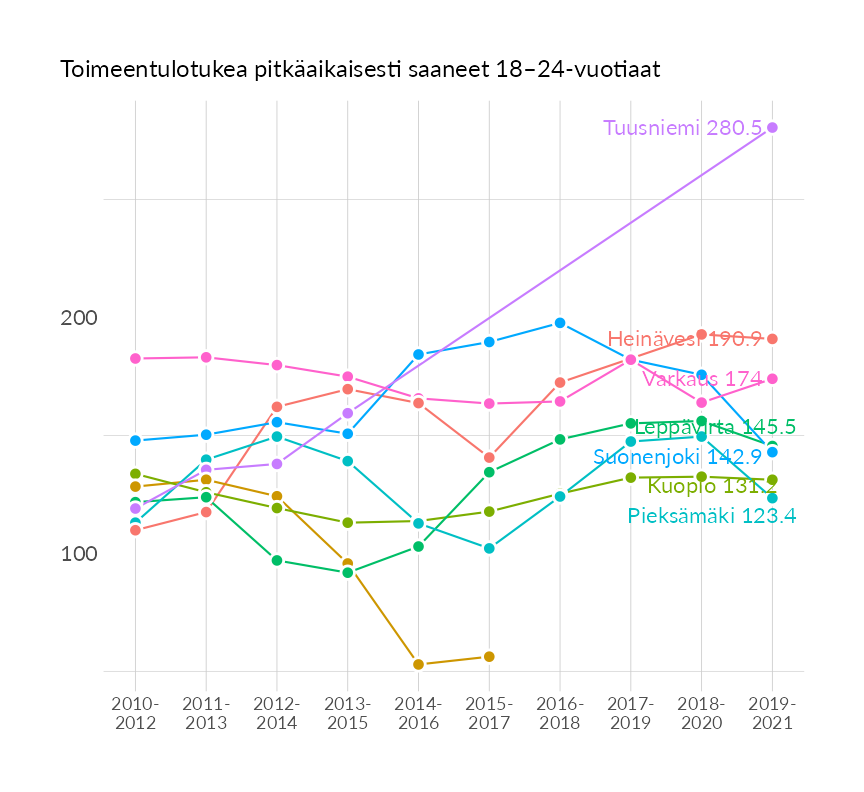 Toimeentulotukea pitkäaikaisesti saaneet 18–24-vuotiaat
Tuusniemi 280.5
200
Heinävesi 190.9
Varkaus 174
Leppävirta 145.5
Suonenjoki 142.9
Kuopio 131.2
Pieksämäki 123.4
100
2010-
2012
2011-
2013
2012-
2014
2013-
2015
2014-
2016
2015-
2017
2016-
2018
2017-
2019
2018-
2020
2019-
2021